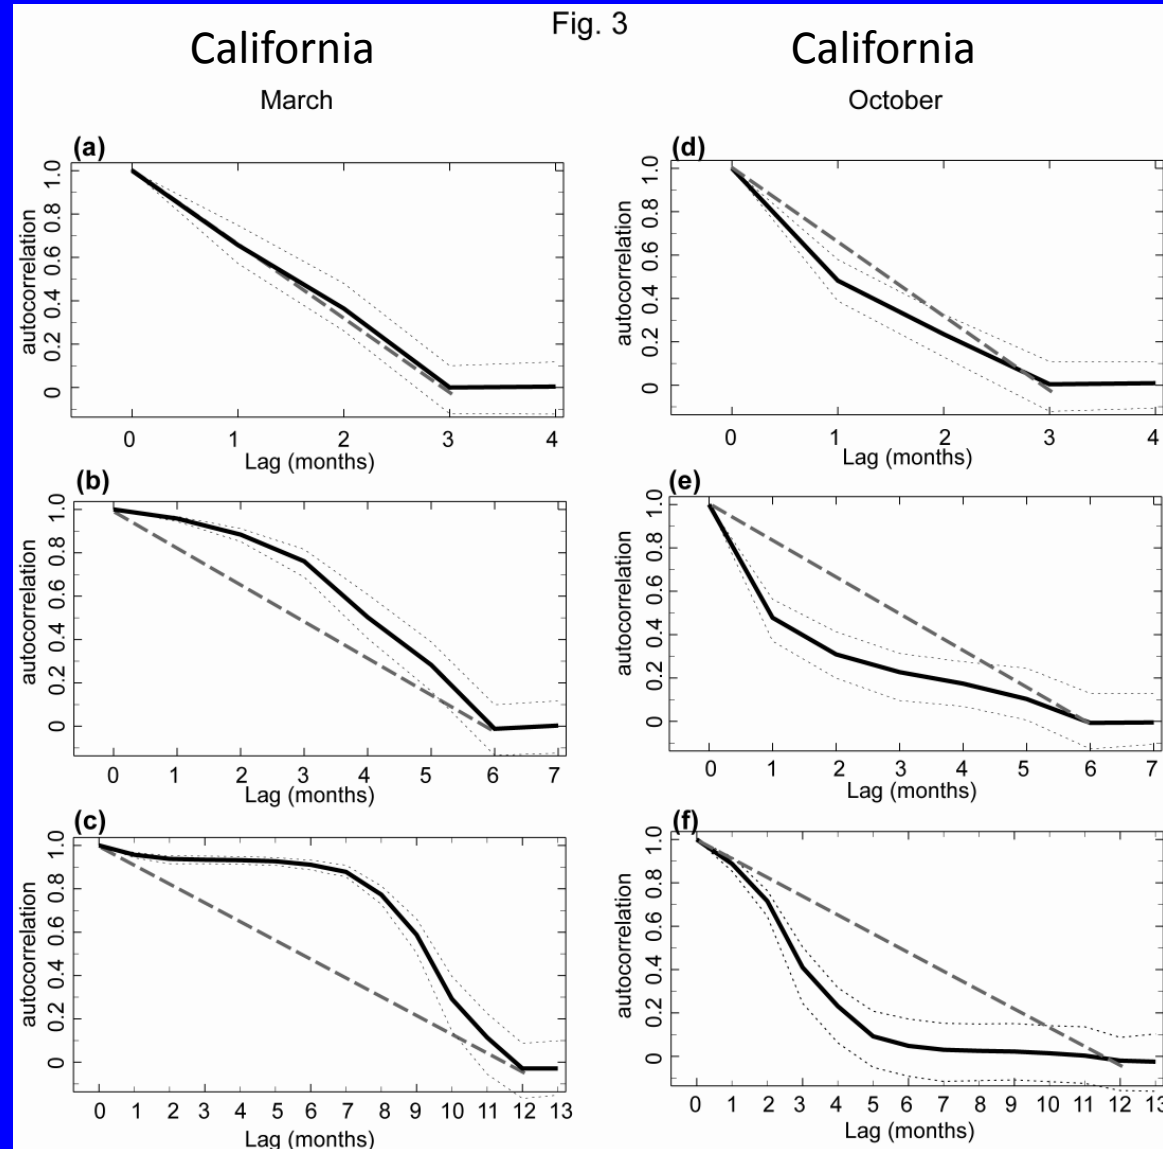 Fig. 3
California
March
(a)
autocorrelation
1.0
0.8
0.6
0.4
0.2
0
0 1 2 3 4
Lag (months)
(b)
autocorrelation
1.0
0.8
0.6
0.4
0.2
0
0 1 2 3 4 5 6 7
Lag (months)
(c)
autocorrelation
1.0
0.8
0.6
0.4
0.2
0
0 1 2 3 4 5 6 7 8 9 10 11 12 13
Lag (months)
California
October
(d)
autocorrelation
1.0
0.8
0.6
0.4
0.2
0
0 1 2 3 4
Lag (months)
(e)
autocorrelation
1.0
0.8
0.6
0.4
0.2
0
0 1 2 3 4 5 6 7
Lag (months)
(f)
autocorrelation
1.0
0.8
0.6
0.4
0.2
0
0 1 2 3 4 5 6 7 8 9 10 11 12 13
Lag (months)